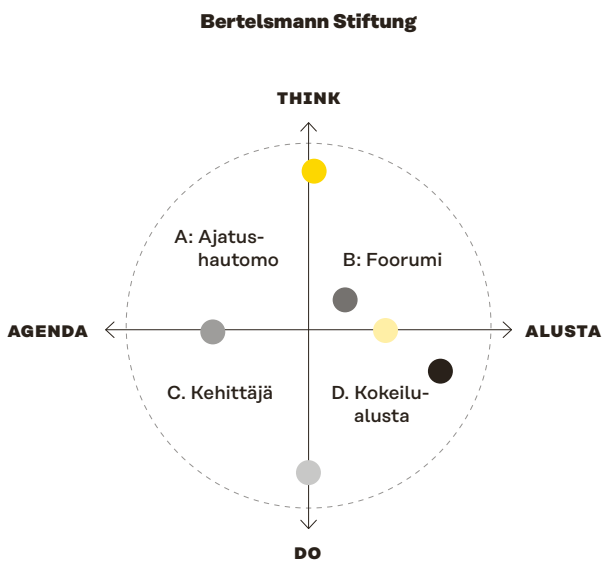 Bertelsmann Stiftung
THINK
A: Ajatus-
hautomo
B: Foorumi
AGENDA
ALUSTA
C. Kehittäjä
D. Kokeilu-
alusta
DO